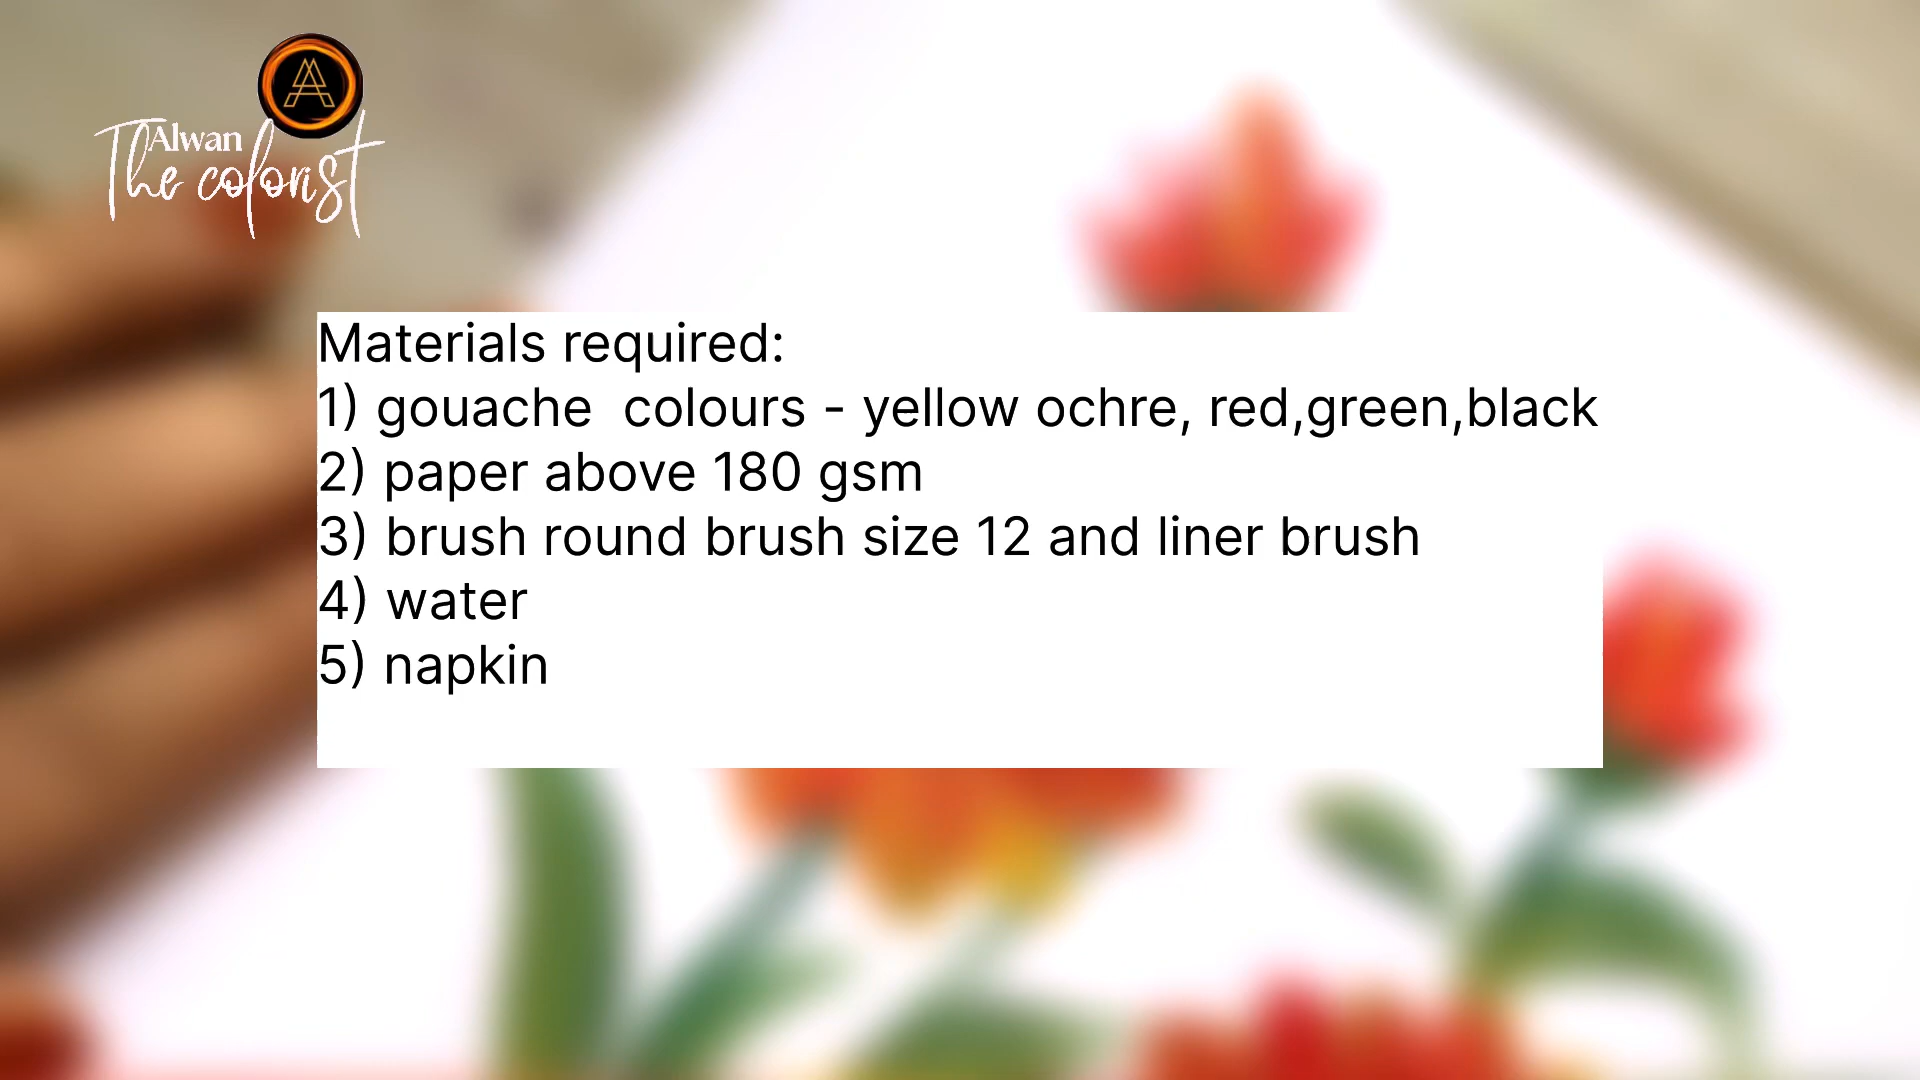 Alwan
The colorist
Materials required:
1) gouache  colours - yellow ochre, red,green,black
2) paper above 180 gsm
3) brush round brush size 12 and liner brush
4) water
5) napkin